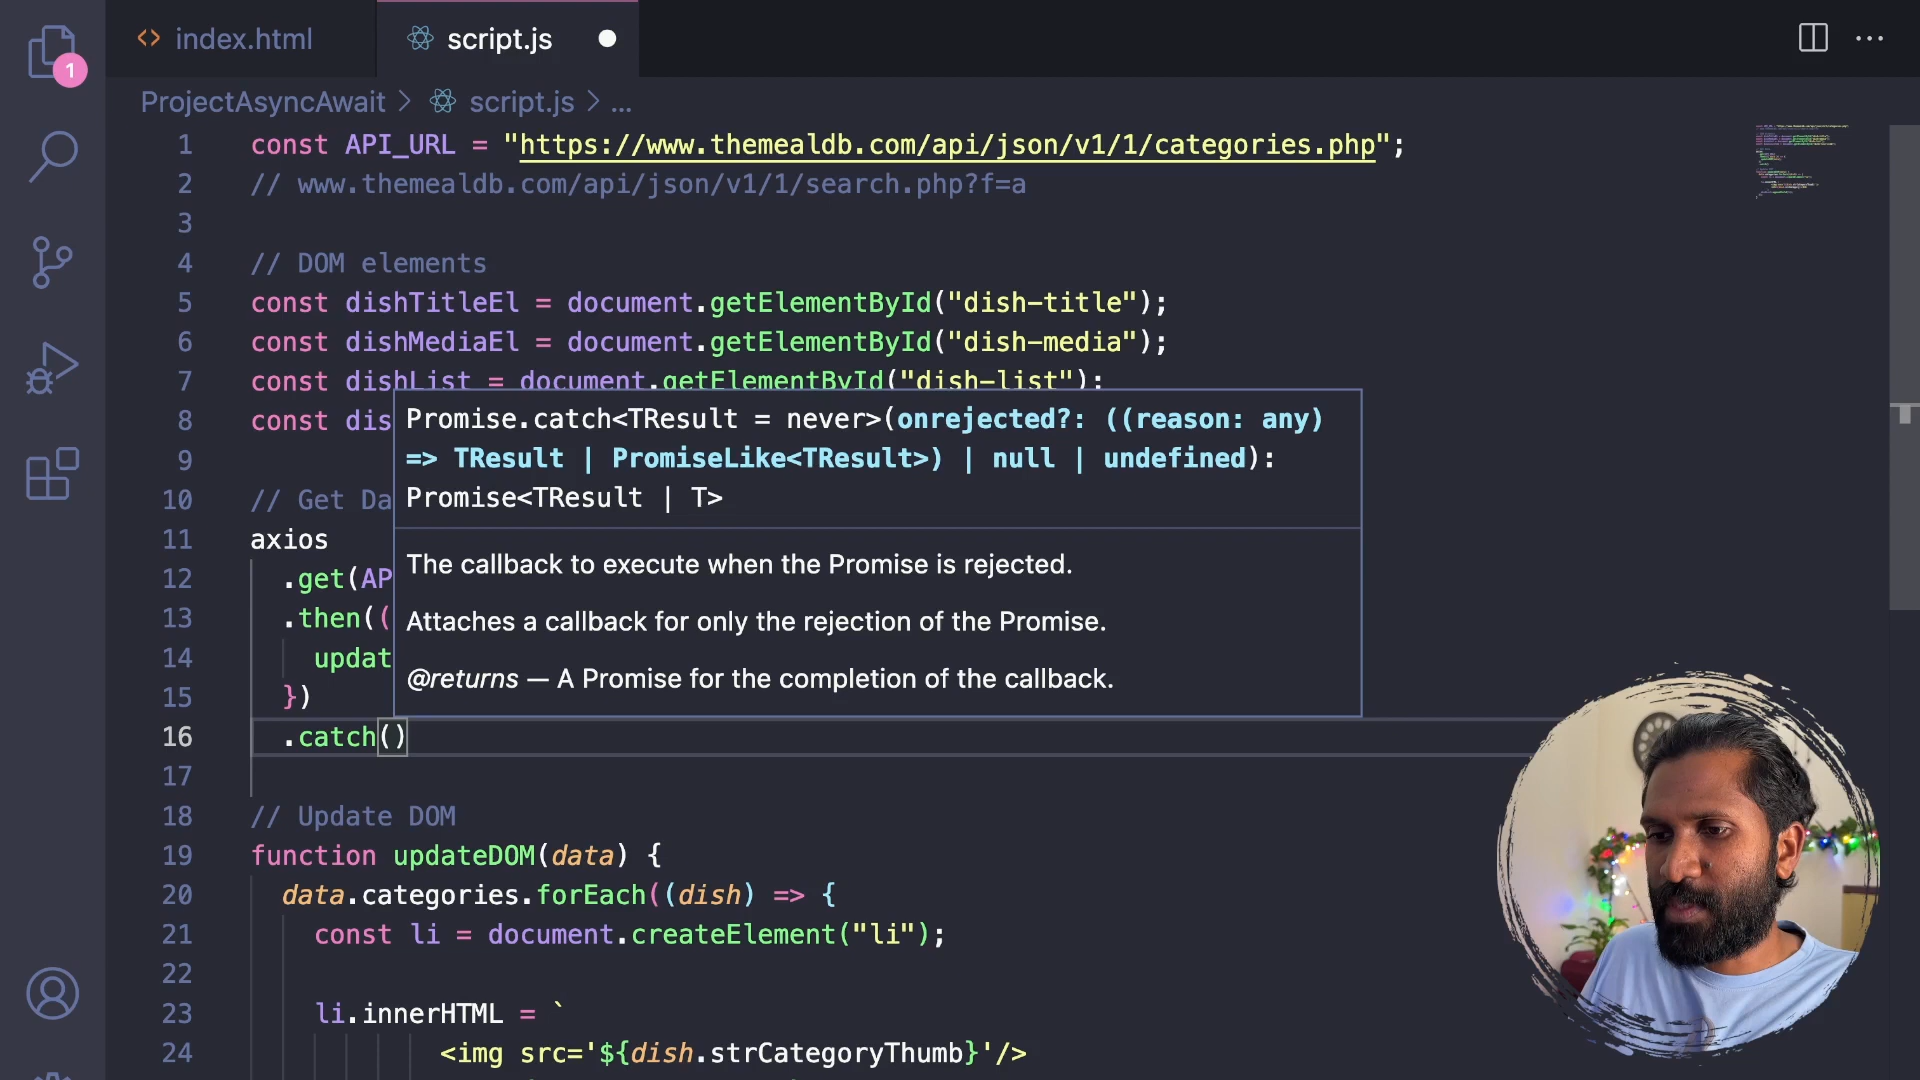 index.html
script.js
1
ProjectAsyncAwait > script.js > ...
1 const API_URL = "https://www.themealdb.com/api/json/v1/1/categories.php";
2 // www.themealdb.com/api/json/v1/1/search.php?f=a
3
4 // DOM elements
5 const dishTitleEl = document.getElementById("dish-title");
6 const dishMediaEl = document.getElementById("dish-media");
7 const dishList = document.getElementById("dish-list");
8 const dis
9
10 // Get Da
11 axios
12 .get(AP
13 .then((
14 updat
15 })
16 .catch()
17
18 // Update DOM
19 function updateDOM(data) {
20 data.categories.forEach((dish) => {
21 const li = document.createElement("li");
22
23 li.innerHTML = `
24 <img src='${dish.strCategoryThumb}'/>
Promise.catch<TResult = never>(onrejected?: ((reason: any)
=> TResult | PromiseLike<TResult>) | null | undefined):
Promise<TResult | T>
The callback to execute when the Promise is rejected.
Attaches a callback for only the rejection of the Promise.
@returns — A Promise for the completion of the callback.